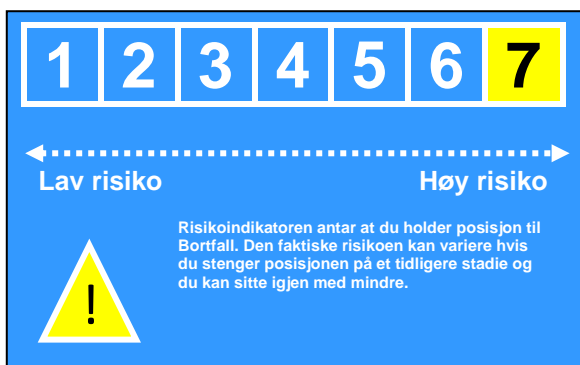 1 2 3 4 5 6 7
Lav risiko Høy risiko
Risikoindikatoren antar at du holder posisjon til
Bortfall. Den faktiske risikoen kan variere hvis
du stenger posisjonen på et tidligere stadie og
du kan sitte igjen med mindre.
!